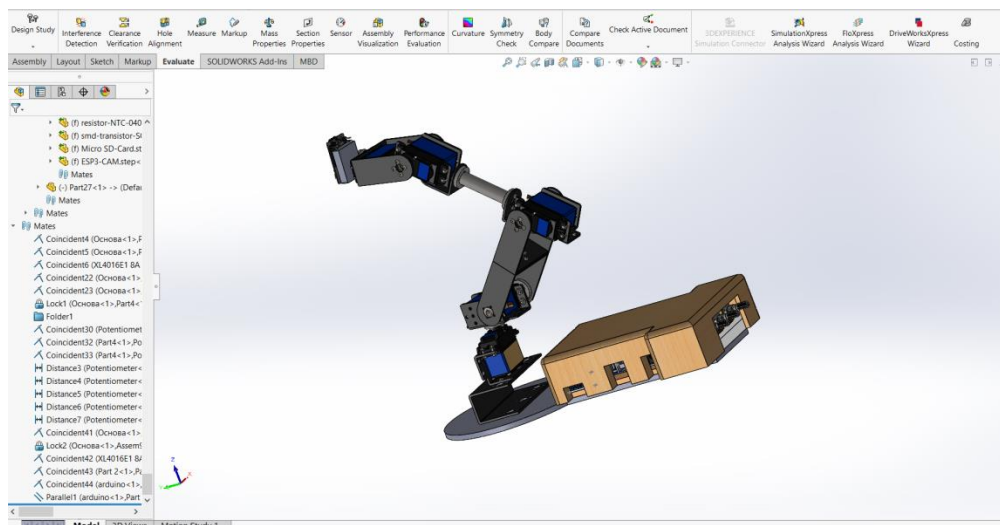 Design Study
Interference Detection
Clearance Verification
Hole Alignment
Measure
Markup
Mass Properties
Section Properties
Sensor
Assembly Visualization
Performance Evaluation
Curvature
Symmetry Check
Body Compare
Compare Documents
Check Active Document
3DEXPERIENCE Simulation Connector
SimulationXpress Analysis Wizard
FloXpress Analysis Wizard
DriveWorksXpress Wizard
Costing
Assembly Layout Sketch Markup Evaluate SOLIDWORKS Add-Ins MBD
(f) resistor-NTC-040
(f) smd-transistor-S
(f) Micro SD-Card.st
(f) ESP3-CAM.step<
Mates
(-) Part27<1> -> (Defau
Mates
Mates
Mates
Coincident4 (Основа<1>,F
Coincident5 (Основа<1>,F
Coincident6 (XL4016E1 8A
Coincident22 (Основа<1>,
Coincident23 (Основа<1>
Lock1 (Основа<1>,Part4<
Folder1
Coincident30 (Potentiomet
Coincident32 (Part4<1>,Po
Coincident33 (Part4<1>,Po
Distance3 (Potentiometer<
Distance4 (Potentiometer<
Distance5 (Potentiometer<
Distance6 (Potentiometer<
Distance7 (Potentiometer<
Coincident41 (Основа<1>
Lock2 (Основа<1>,Assem
Coincident42 (XL4016E1 8
Coincident43 (Part 2<1>,Pa
Coincident44 (arduino<1>,
Parallel1 (arduino<1>,Part
Z
X
Y
Model 3D Views Motion Study 1